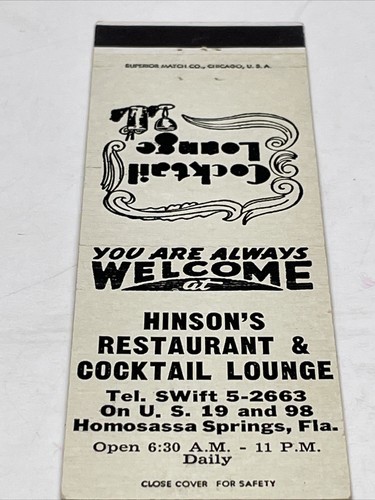 SUPERIOR MATCH CO., CHICAGO, U. S. A.
Cocktail
Lounge
YOU ARE ALWAYS
WELCOME
at
HINSON'S
RESTAURANT &
COCKTAIL LOUNGE
Tel. SWift 5-2663
On U. S. 19 and 98
Homosassa Springs, Fla.
Open 6:30 A.M. - 11 P.M.
Daily
CLOSE COVER FOR SAFETY